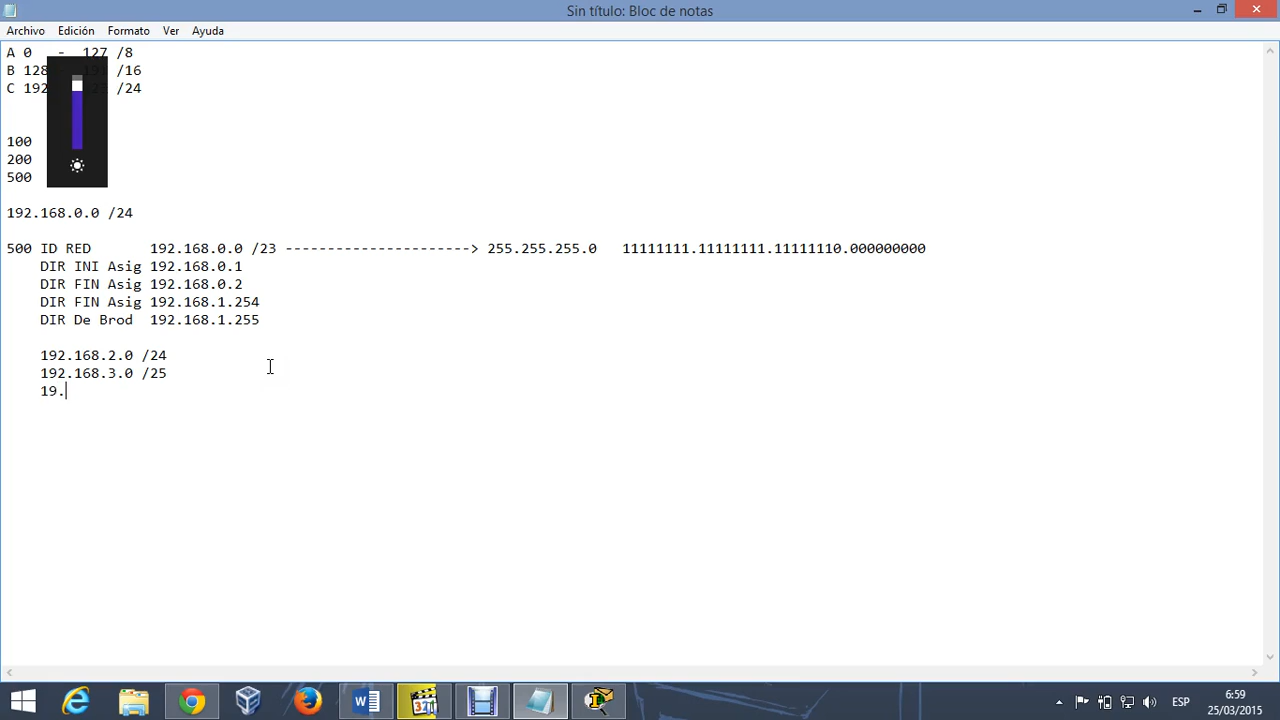 Sin título: Bloc de notas
Archivo Edición Formato Ver Ayuda
A 0 - 127 /8
B 128 /16
C 192 /24
100
200
500
192.168.0.0 /24
500 ID RED 192.168.0.0 /23 ----------------------> 255.255.255.0 11111111.11111111.11111110.000000000
DIR INI Asig 192.168.0.1
DIR FIN Asig 192.168.0.2
DIR FIN Asig 192.168.1.254
DIR De Brod 192.168.1.255
192.168.2.0 /24
192.168.3.0 /25
19.
ESP
6:59
25/03/2015